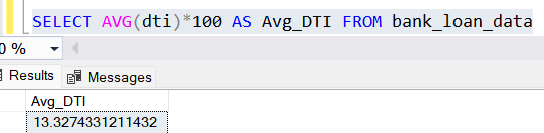 SELECT AVG(dti)*100 AS Avg_DTI FROM bank_loan_data
0 %
Results Messages
Avg_DTI
13.3274331211432